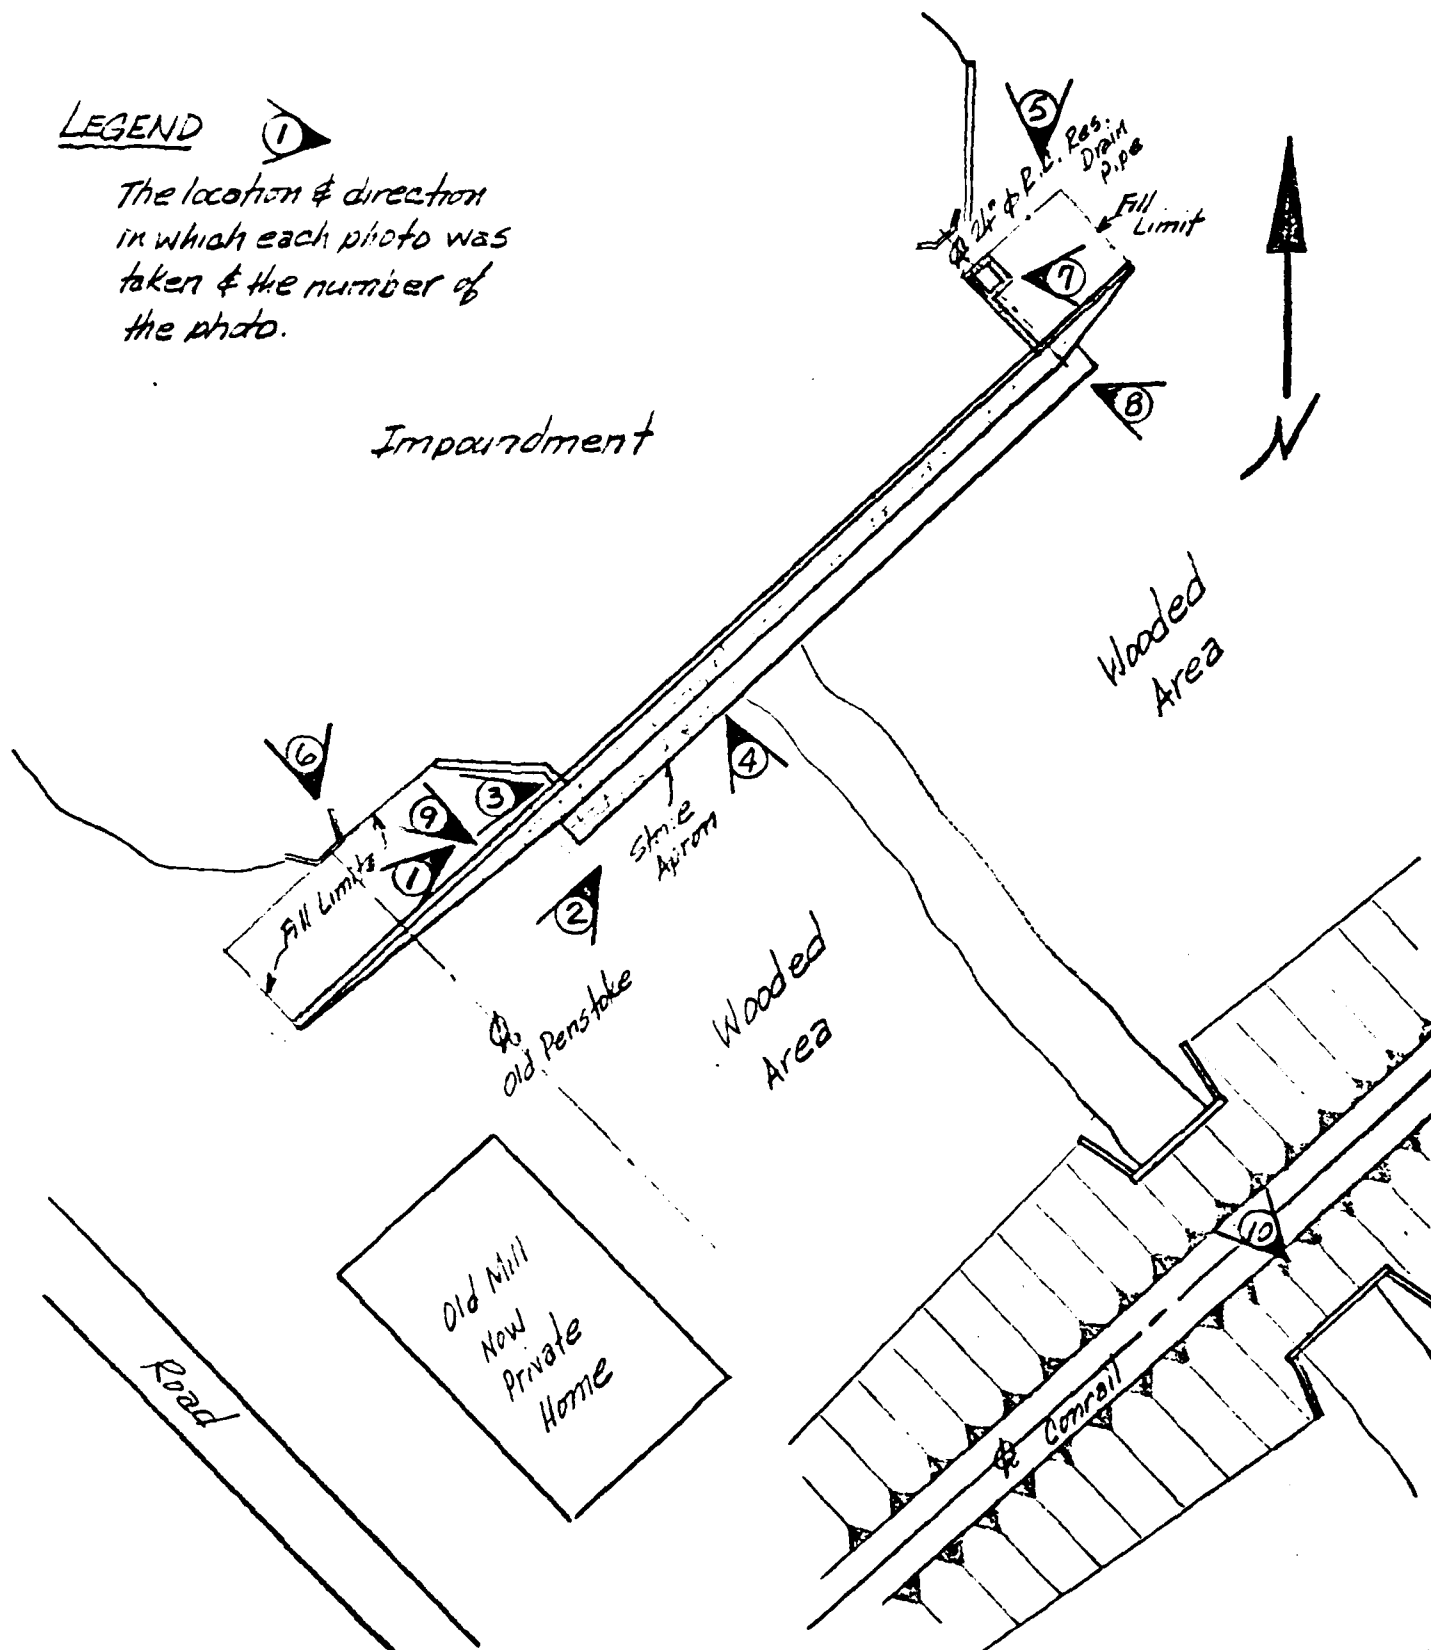 LEGEND
1
The location & direction
in which each photo was
taken & the number of
the photo.
5
℄ 24" φ R.C. Res.
Drain
Pipe
Fill
Limit
7
8
N
Impoundment
Wooded
Area
6
3
9
1
4
Stone
Apron
2
Fill Limits
℄
Old Penstoke
Wooded
Area
10
Old Mill
Now
Private
Home
Road
℄ Conrail